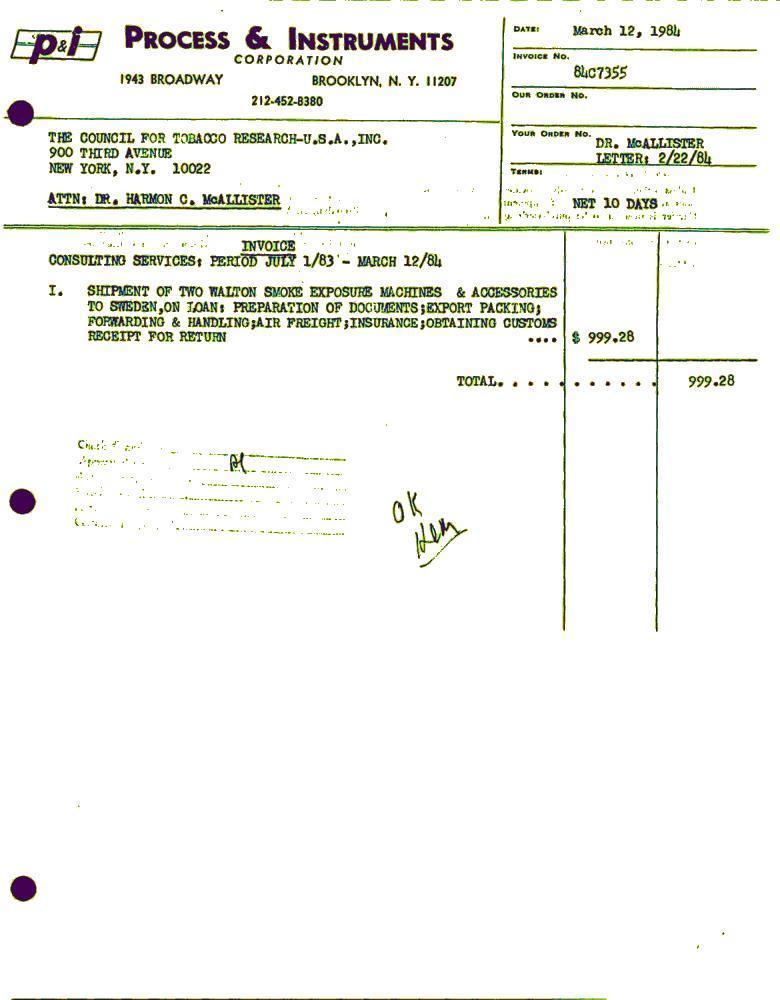 p&i PROCESS & INSTRUMENTS
CORPORATION
1943 BROADWAY BROOKLYN, N. Y. 11207
212-452-8380
DATE: March 12, 1984
INVOICE NO.
84C7355
OUR ORDER NO.
YOUR ORDER NO.
DR. McALLISTER
LETTER: 2/22/84
TERMS:
NET 10 DAYS
THE COUNCIL FOR TOBACCO RESEARCH-U.S.A.,INC.
900 THIRD AVENUE
NEW YORK, N.Y. 10022
ATTN: DR. HARMON C. McALLISTER
INVOICE
CONSULTING SERVICES: PERIOD JULY 1/83 - MARCH 12/84
I. SHIPMENT OF TWO WALTON SMOKE EXPOSURE MACHINES & ACCESSORIES
TO SWEDEN,ON LOAN: PREPARATION OF DOCUMENTS;EXPORT PACKING;
FORWARDING & HANDLING;AIR FREIGHT;INSURANCE;OBTAINING CUSTOMS
RECEIPT FOR RETURN .... $ 999.28
TOTAL. . . . . . . . . . . 999.28
OK